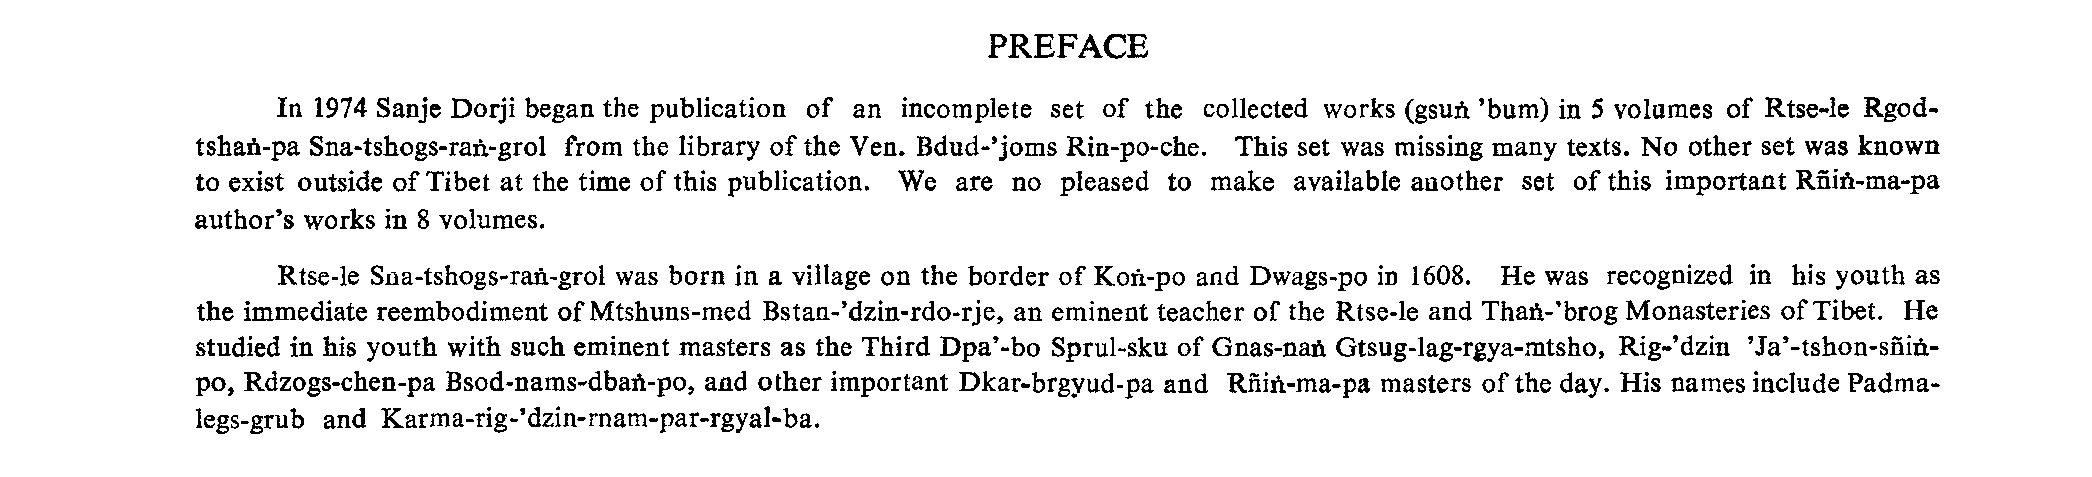 PREFACE
In 1974 Sanje Dorji began the publication of an incomplete set of the collected works (gsuṅ 'bum) in 5 volumes of Rtse-le Rgod-
tshaṅ-pa Sna-tshogs-raṅ-grol from the library of the Ven. Bdud-'joms Rin-po-che. This set was missing many texts. No other set was known
to exist outside of Tibet at the time of this publication. We are no pleased to make available another set of this important Rñiṅ-ma-pa
author's works in 8 volumes.
Rtse-le Sna-tshogs-raṅ-grol was born in a village on the border of Koṅ-po and Dwags-po in 1608. He was recognized in his youth as
the immediate reembodiment of Mtshuns-med Bstan-'dzin-rdo-rje, an eminent teacher of the Rtse-le and Thaṅ-'brog Monasteries of Tibet. He
studied in his youth with such eminent masters as the Third Dpa'-bo Sprul-sku of Gnas-naṅ Gtsug-lag-rgya-mtsho, Rig-'dzin 'Ja'-tshon-sñiṅ-
po, Rdzogs-chen-pa Bsod-nams-dbaṅ-po, and other important Dkar-brgyud-pa and Rñiṅ-ma-pa masters of the day. His names include Padma-
legs-grub and Karma-rig-'dzin-rnam-par-rgyal-ba.